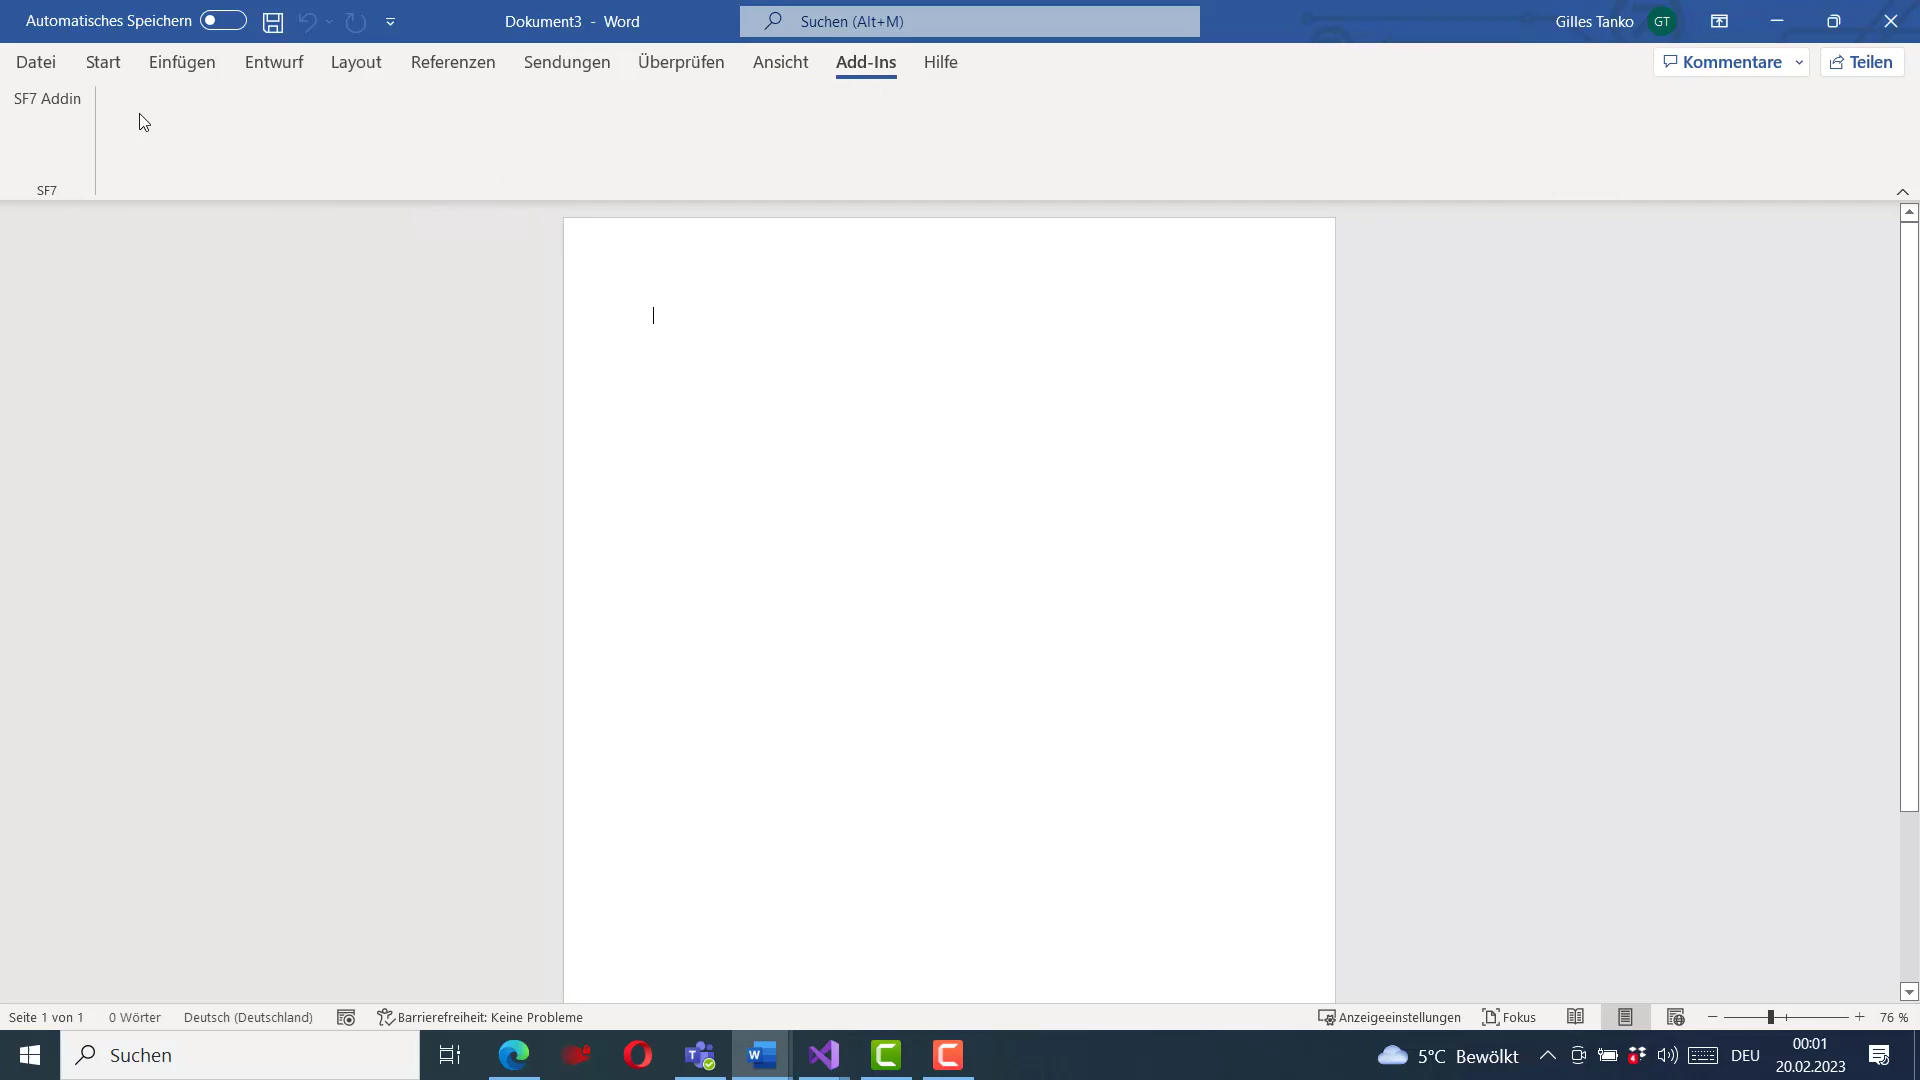 Automatisches Speichern
Dokument3 - Word
Suchen (Alt+M)
Gilles Tanko
GT
Datei Start Einfügen Entwurf Layout Referenzen Sendungen Überprüfen Ansicht Add-Ins Hilfe
Kommentare
Teilen
SF7 Addin
SF7
Seite 1 von 1
0 Wörter
Deutsch (Deutschland)
Barrierefreiheit: Keine Probleme
Anzeigeeinstellungen
Fokus
76 %
Suchen
5°C Bewölkt
4
DEU
00:01
20.02.2023